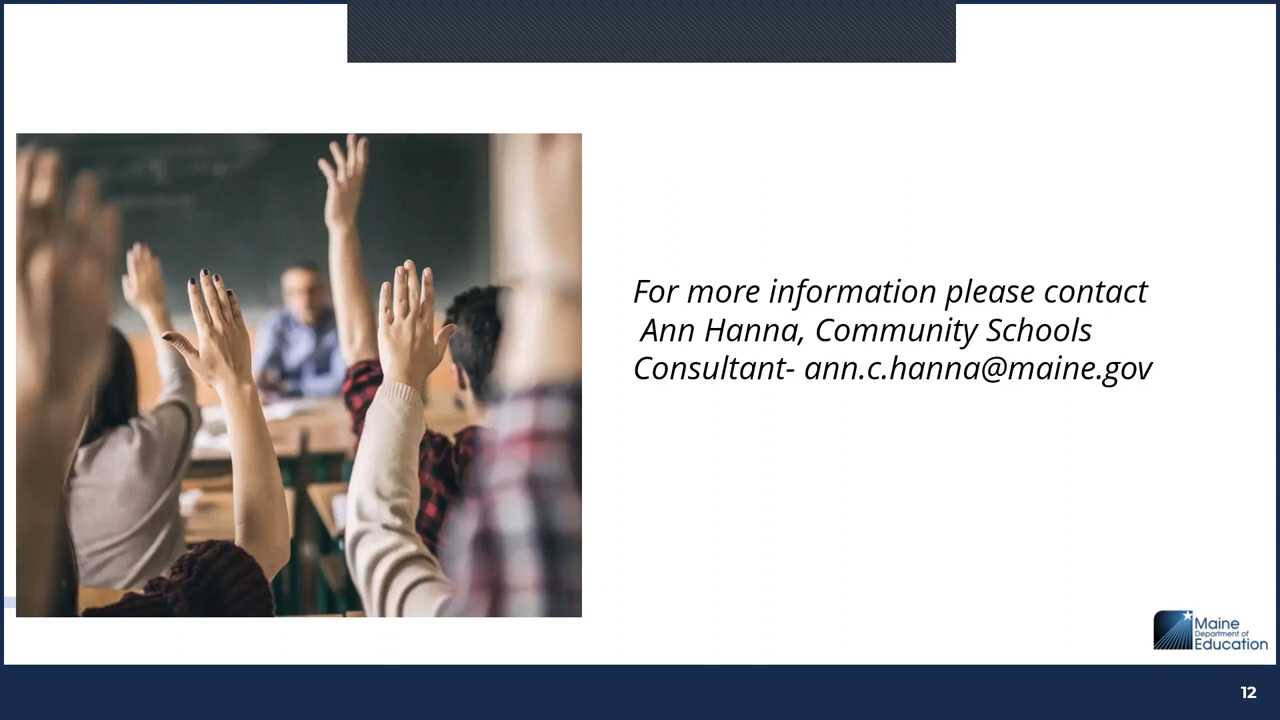 For more information please contact
Ann Hanna, Community Schools
Consultant- ann.c.hanna@maine.gov
Maine
Department of
Education
12